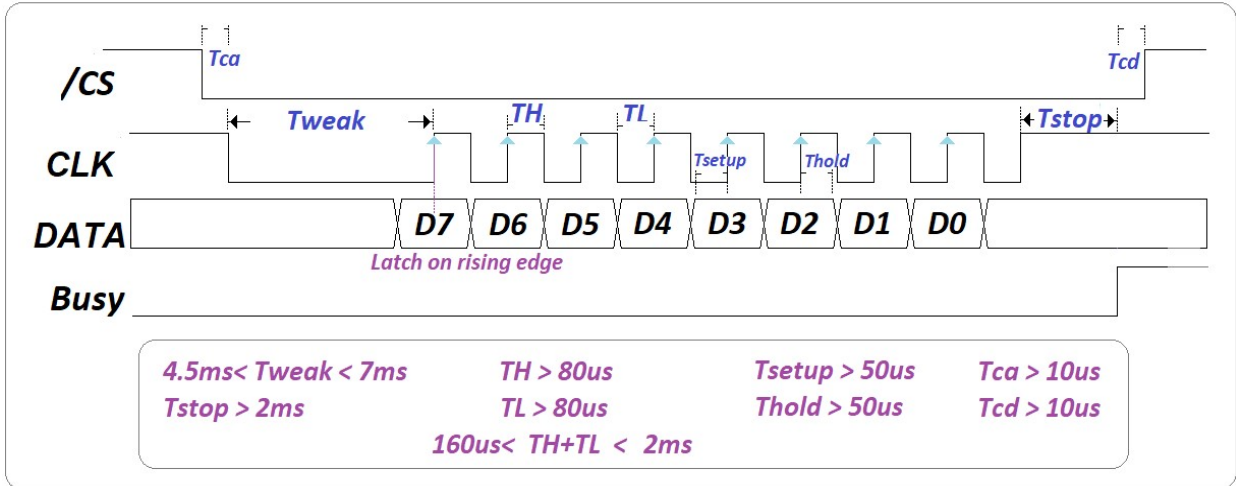 Tca
Tcd
/CS
Tweak
TH
TL
Tstop
CLK
Tsetup
Thold
DATA
D7 D6 D5 D4 D3 D2 D1 D0
Latch on rising edge
Busy
4.5ms< Tweak < 7ms TH > 80us Tsetup > 50us Tca > 10us
Tstop > 2ms TL > 80us Thold > 50us Tcd > 10us
160us< TH+TL < 2ms